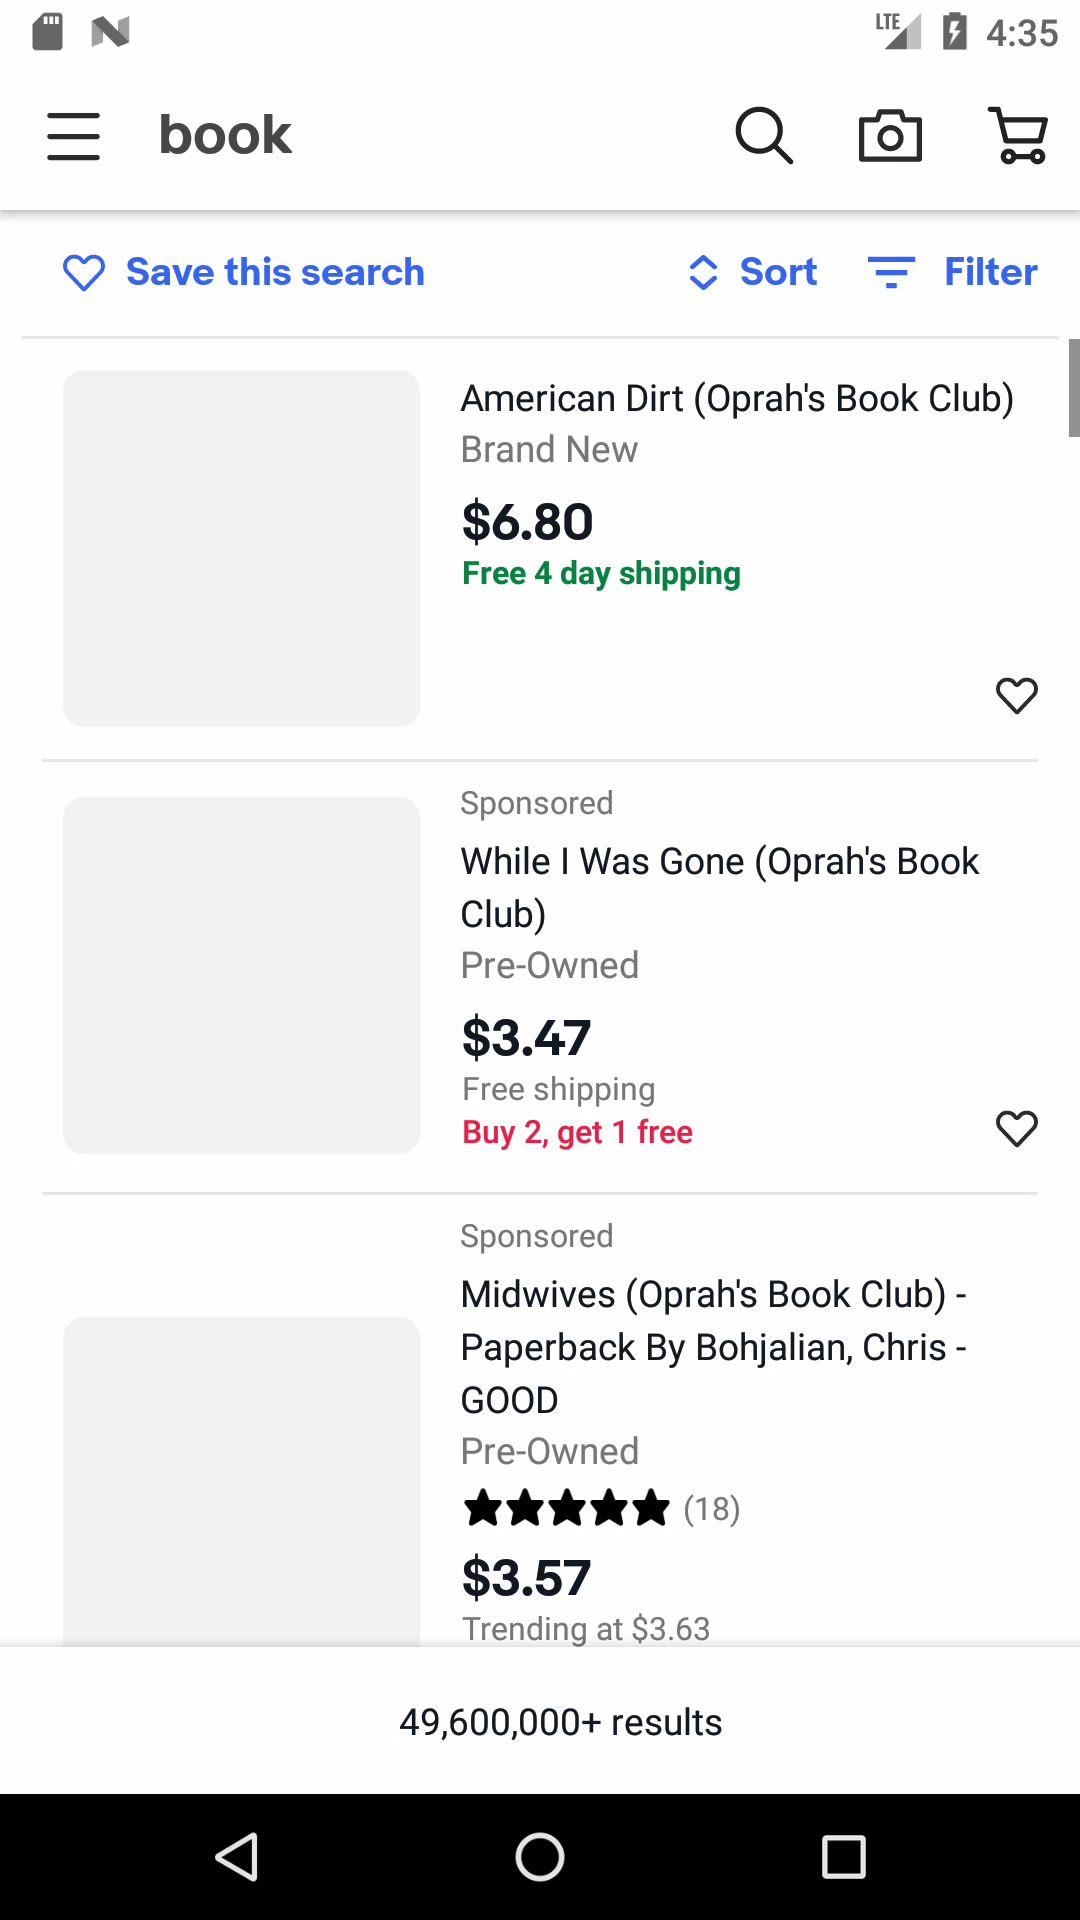 LTE 4:35
book
Save this search Sort Filter
American Dirt (Oprah's Book Club)
Brand New
$6.80
Free 4 day shipping
Sponsored
While I Was Gone (Oprah's Book
Club)
Pre-Owned
$3.47
Free shipping
Buy 2, get 1 free
Sponsored
Midwives (Oprah's Book Club) -
Paperback By Bohjalian, Chris -
GOOD
Pre-Owned
(18)
$3.57
Trending at $3.63
49,600,000+ results